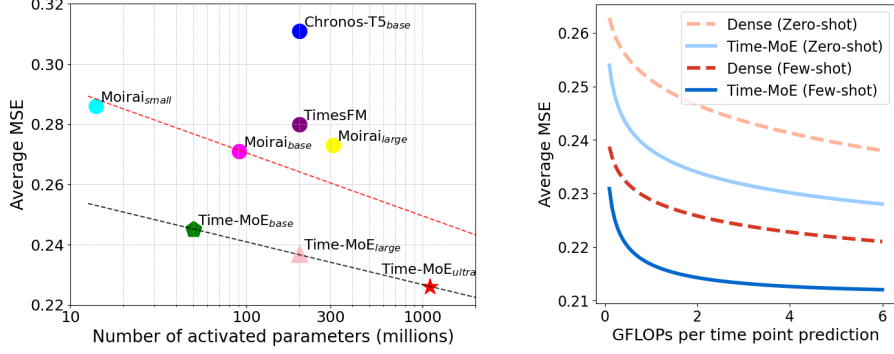 Average MSE
0.32
0.30
0.28
0.26
0.24
0.22
Chronos-T5base
Moiraismall
TimesFM
Moiraibase
Moirailarge
Time-MoEbase
Time-MoElarge
Time-MoEultra
10
100
300
1000
Number of activated parameters (millions)
Average MSE
0.26
0.25
0.24
0.23
0.22
0.21
Dense (Zero-shot)
Time-MoE (Zero-shot)
Dense (Few-shot)
Time-MoE (Few-shot)
0
2
4
6
GFLOPs per time point prediction